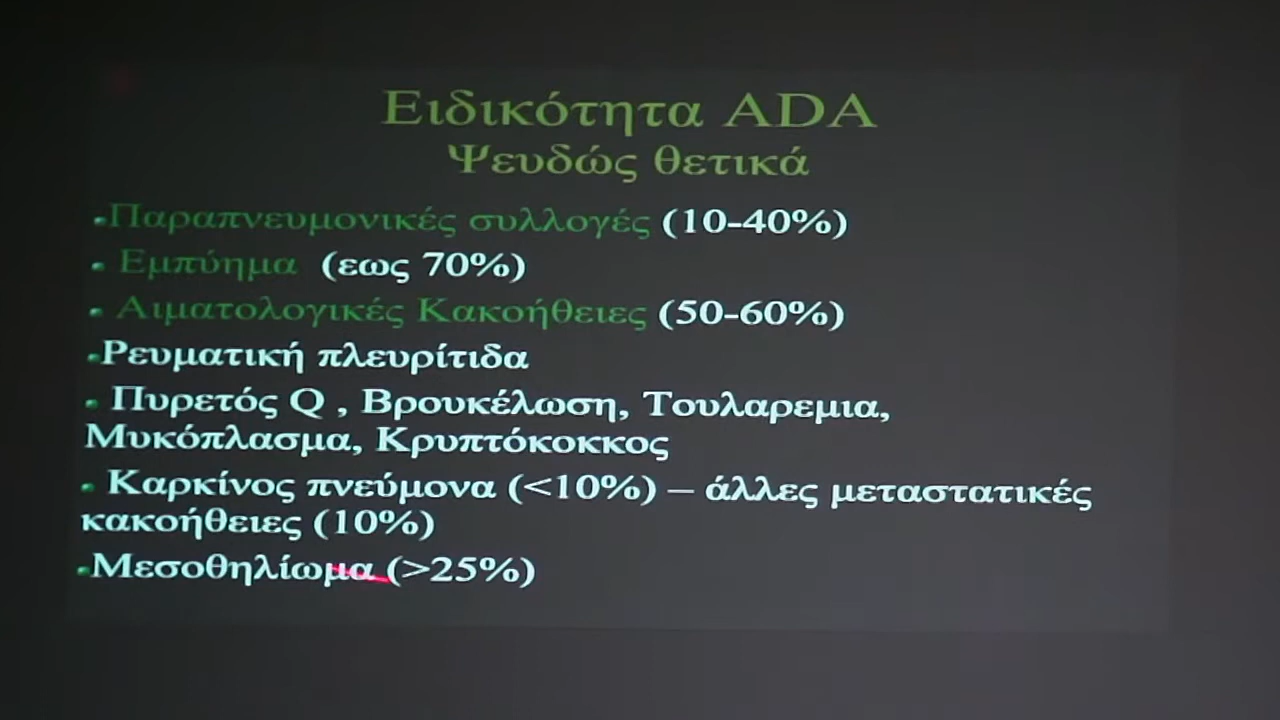 Ειδικότητα ADA
Ψευδώς θετικά
•Παραπνευμονικές συλλογές (10-40%)
• Εμπύημα (εως 70%)
• Αιματολογικές Κακοήθειες (50-60%)
•Ρευματική πλευρίτιδα
• Πυρετός Q , Βρουκέλωση, Τουλαρεμια,
Μυκόπλασμα, Κρυπτόκοκκος
• Καρκίνος πνεύμονα (<10%) – άλλες μεταστατικές
κακοήθειες (10%)
•Μεσοθηλίωμα (>25%)